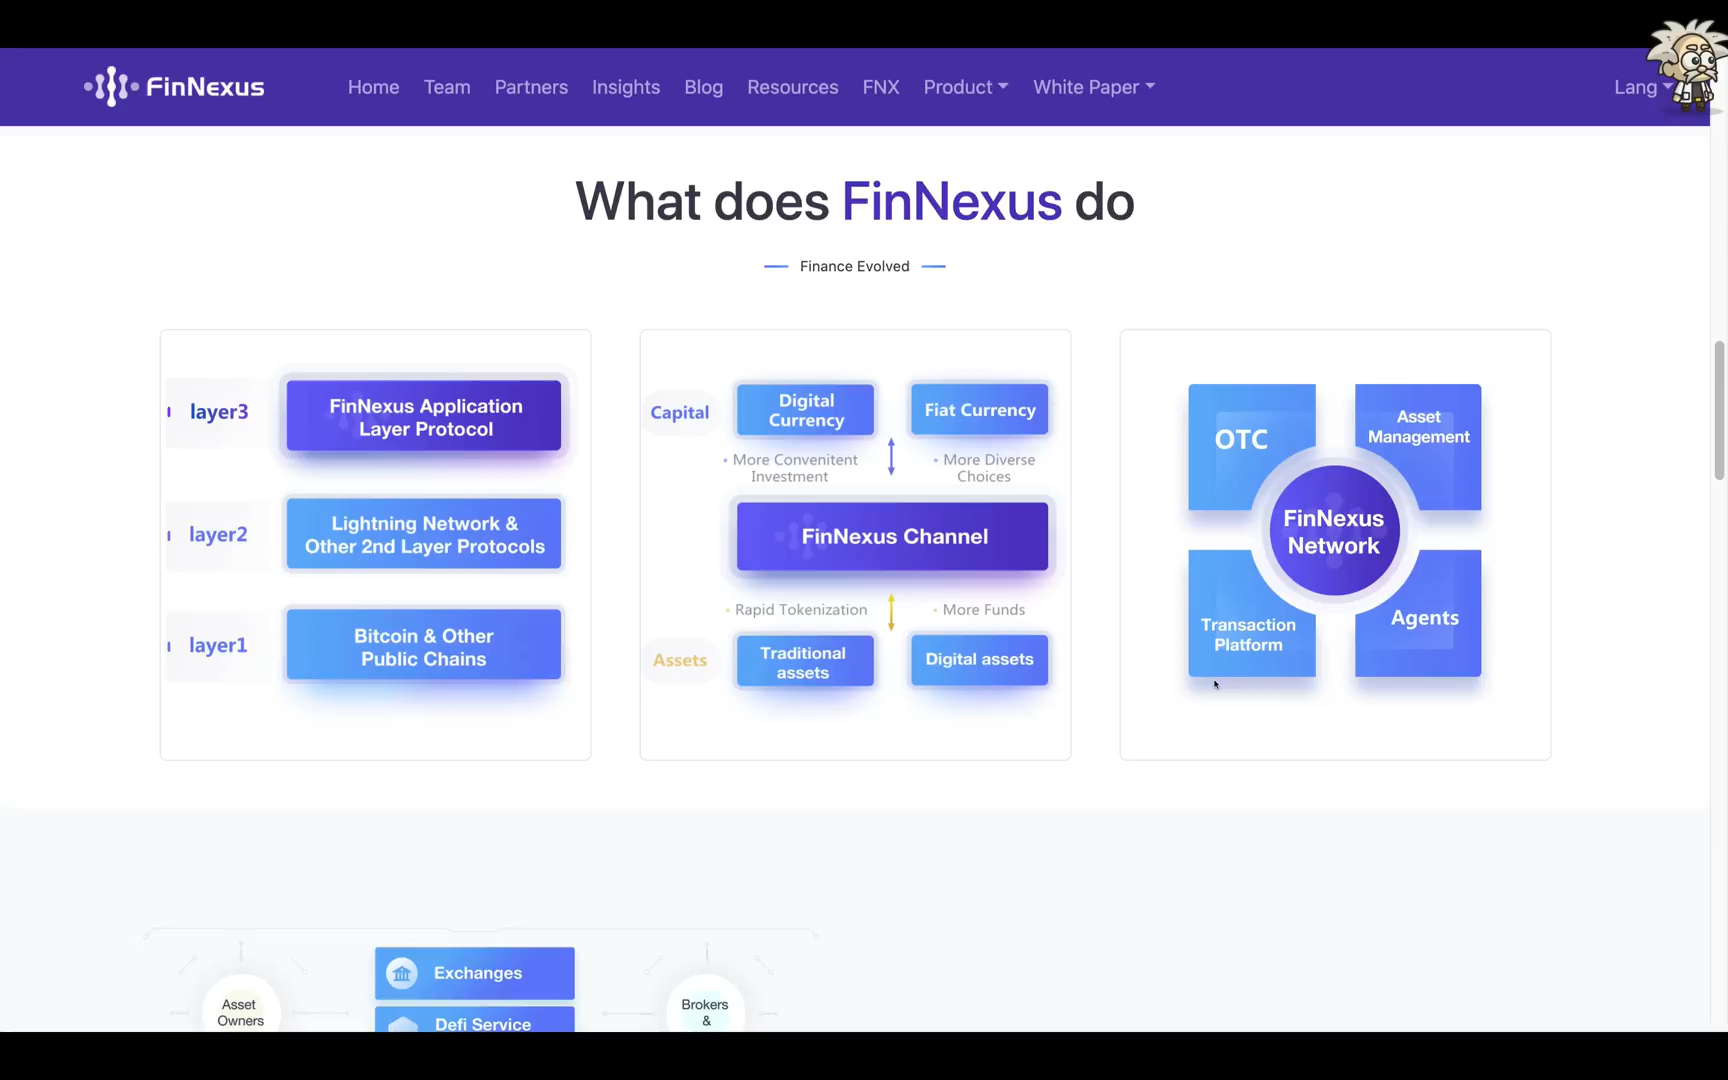 FinNexus
Home Team Partners Insights Blog Resources FNX Product White Paper Lang
What does FinNexus do
Finance Evolved
layer3
FinNexus Application
Layer Protocol
layer2
Lightning Network &
Other 2nd Layer Protocols
layer1
Bitcoin & Other
Public Chains
Capital
Digital
Currency
Fiat Currency
• More Convenitent
Investment
• More Diverse
Choices
FinNexus Channel
• Rapid Tokenization
• More Funds
Assets
Traditional
assets
Digital assets
OTC
Asset
Management
FinNexus
Network
Transaction
Platform
Agents
Asset
Owners
Exchanges
Defi Service
Brokers
&